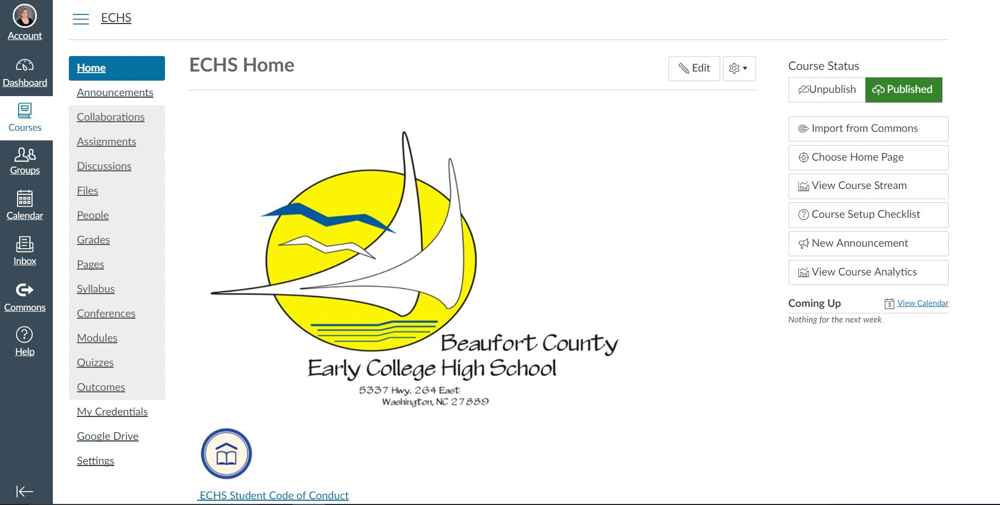 Account
Dashboard
Courses
Groups
Calendar
Inbox
Commons
Help
ECHS
Home
Announcements
Collaborations
Assignments
Discussions
Files
People
Grades
Pages
Syllabus
Conferences
Modules
Quizzes
Outcomes
My Credentials
Google Drive
Settings
ECHS Home
Edit
Beaufort County
Early College High School
5337 Hwy. 264 East,
Washington, NC 27889
ECHS Student Code of Conduct
Course Status
Unpublish Published
Import from Commons
Choose Home Page
View Course Stream
Course Setup Checklist
New Announcement
View Course Analytics
Coming Up 3 View Calendar
Nothing for the next week